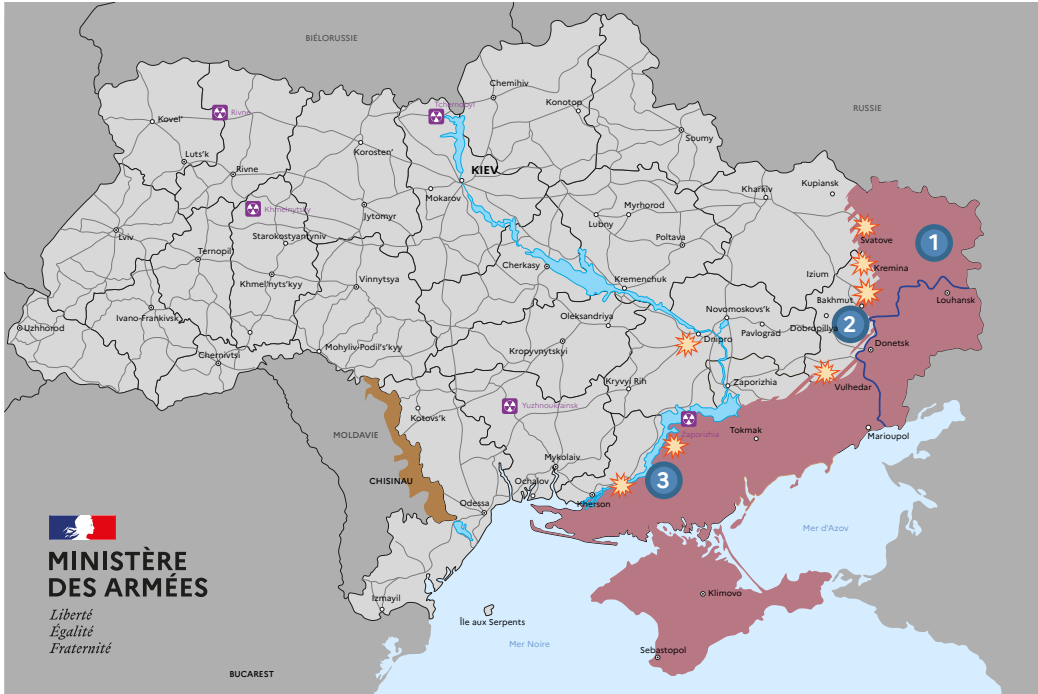 BIÉLORUSSIE
RUSSIE
Chernihiv
Tchernobyl
Konotop
Kovel'
Rivne
Soumy
Luts'k
Korosten'
Rivne
KIEV
Kharkiv
Kupiansk
Mokarov
Khmelnytsky
Myrhorod
Jytomyr
Lubny
Lviv
Starokostyantyniv
Poltava
Svatove
1
Ternopil
Cherkasy
Kremina
Izium
Khmel'nyts'kyy
Vinnytsya
Kremenchuk
Bakhmut
Louhansk
Ivano-Frankivsk
Oleksandriya
Novomoskovs'k
Uzhhorod
Pavlograd
Dobropillya
2
Dnipro
Donetsk
Mohyliv-Podil's'kyy
Kropyvnytskyi
Chernivtsi
Kryvyi Rih
Zaporizhia
Vulhedar
Yuzhnoukrainsk
Kotovs'k
MOLDAVIE
Zaporizhia
Tokmak
Marioupol
Mykolaiv
CHISINAU
Ochalov
3
Odessa
Kherson
Mer d'Azov
MINISTÈRE
DES ARMÉES
Liberté
Égalité
Fraternité
Izmayil
Klimovo
Île aux Serpents
Mer Noire
Sebastopol
BUCAREST